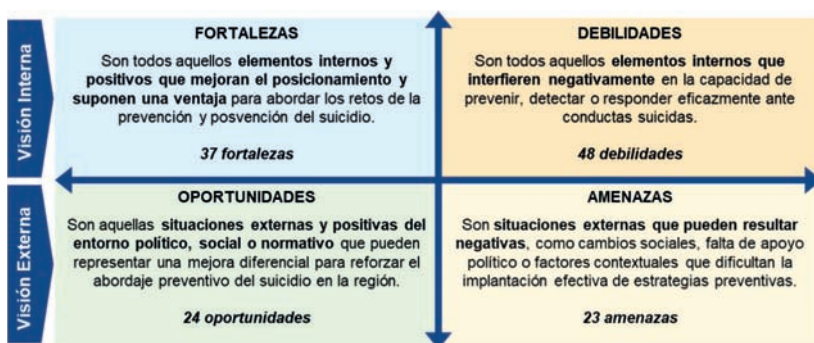 Visión Interna
FORTALEZAS
Son todos aquellos elementos internos y
positivos que mejoran el posicionamiento y
suponen una ventaja para abordar los retos de la
prevención y posvención del suicidio.
37 fortalezas
DEBILIDADES
Son todos aquellos elementos internos que
interfieren negativamente en la capacidad de
prevenir, detectar o responder eficazmente ante
conductas suicidas.
48 debilidades
Visión Externa
OPORTUNIDADES
Son aquellas situaciones externas y positivas del
entorno político, social o normativo que pueden
representar una mejora diferencial para reforzar el
abordaje preventivo del suicidio en la región.
24 oportunidades
AMENAZAS
Son situaciones externas que pueden resultar
negativas, como cambios sociales, falta de apoyo
político o factores contextuales que dificultan la
implantación efectiva de estrategias preventivas.
23 amenazas